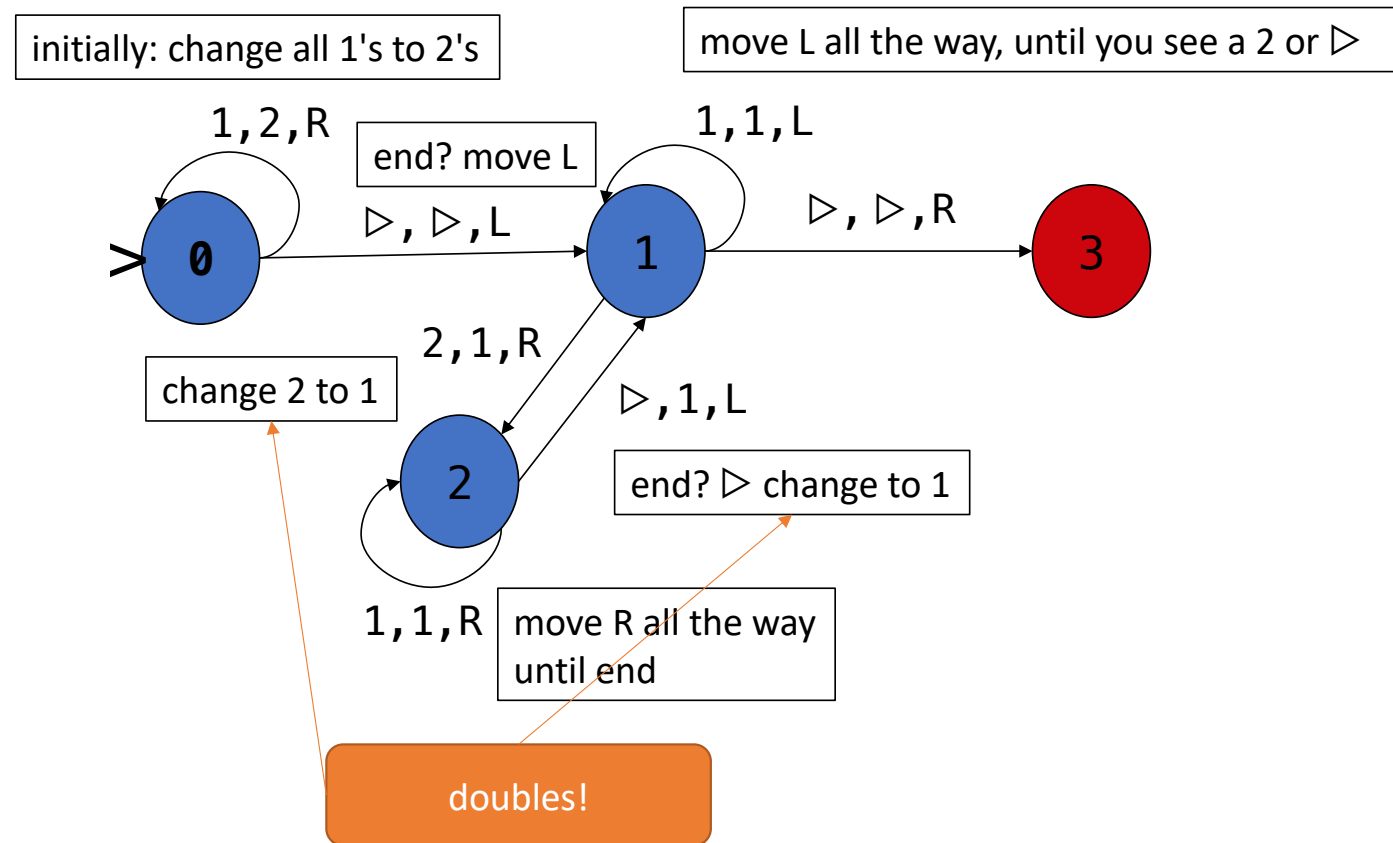 initially: change all 1's to 2's
move L all the way, until you see a 2 or ▷
1,2,R
end? move L
1,1,L
▷, ▷,L
▷, ▷,R
>
0
1
3
2,1,R
change 2 to 1
▷,1,L
2
end? ▷ change to 1
1,1,R
move R all the way
until end
doubles!